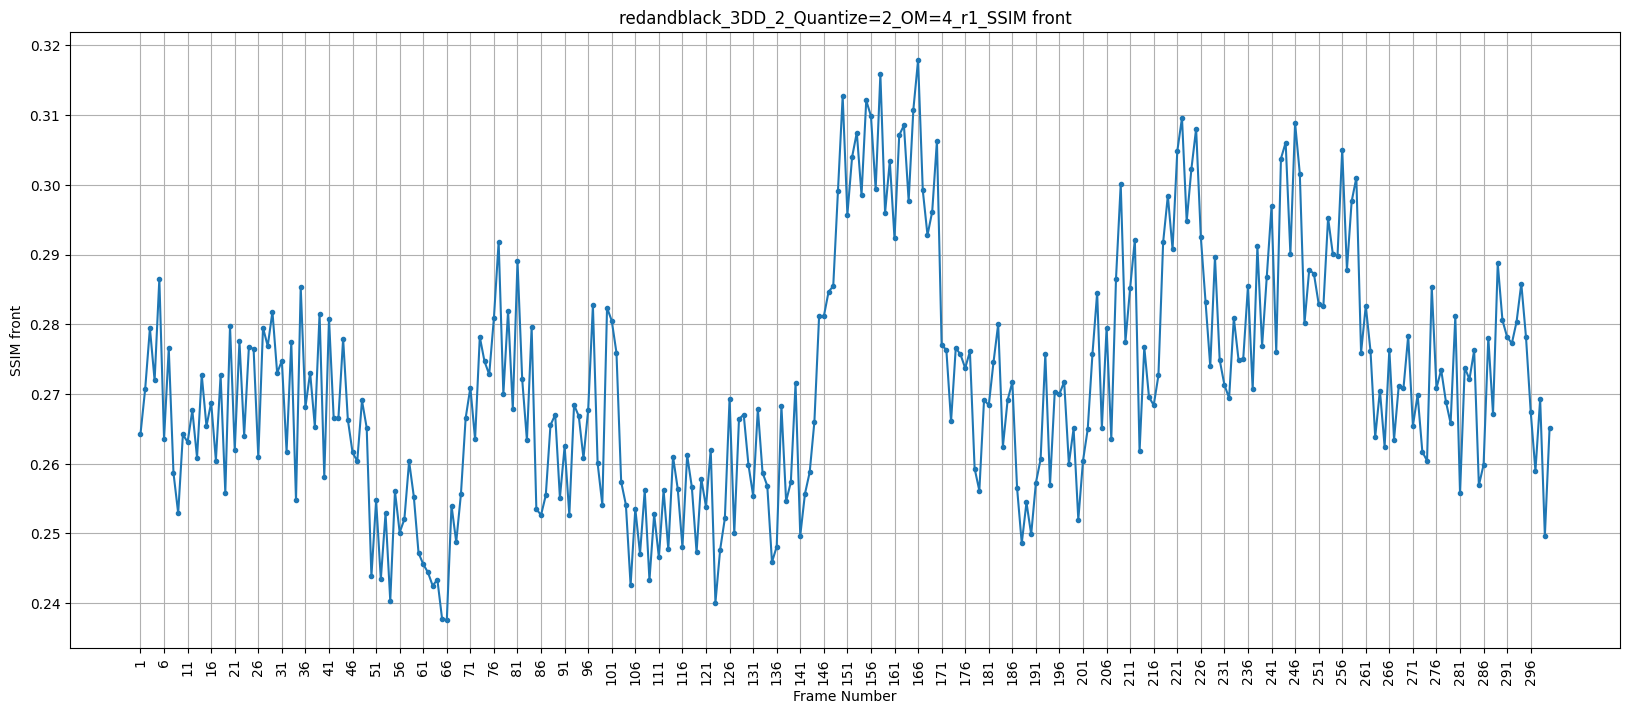 redandblack_3DD_2_Quantize=2_OM=4_r1_SSIM front
0.32
0.31
0.30
0.29
0.28
0.27
0.26
0.25
0.24
SSIM front
1 6 11 16 21 26 31 36 41 46 51 56 61 66 71 76 81 86 91 96 101 106 111 116 121 126 131 136 141 146 151 156 161 166 171 176 181 186 191 196 201 206 211 216 221 226 231 236 241 246 251 256 261 266 271 276 281 286 291 296
Frame Number